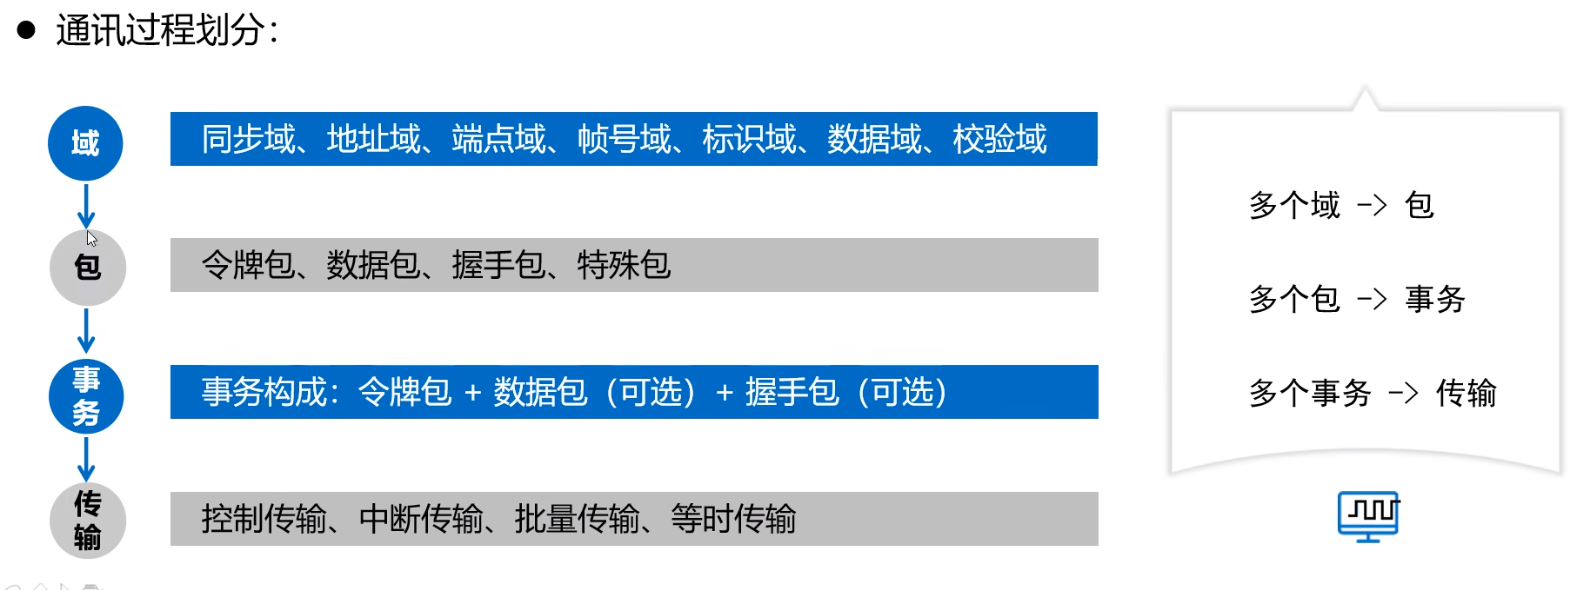 ● 通讯过程划分：
域
同步域、地址域、端点域、帧号域、标识域、数据域、校验域
包
令牌包、数据包、握手包、特殊包
事务
事务构成：令牌包 + 数据包（可选）+ 握手包（可选）
传输
控制传输、中断传输、批量传输、等时传输
多个域 -> 包
多个包 -> 事务
多个事务 -> 传输